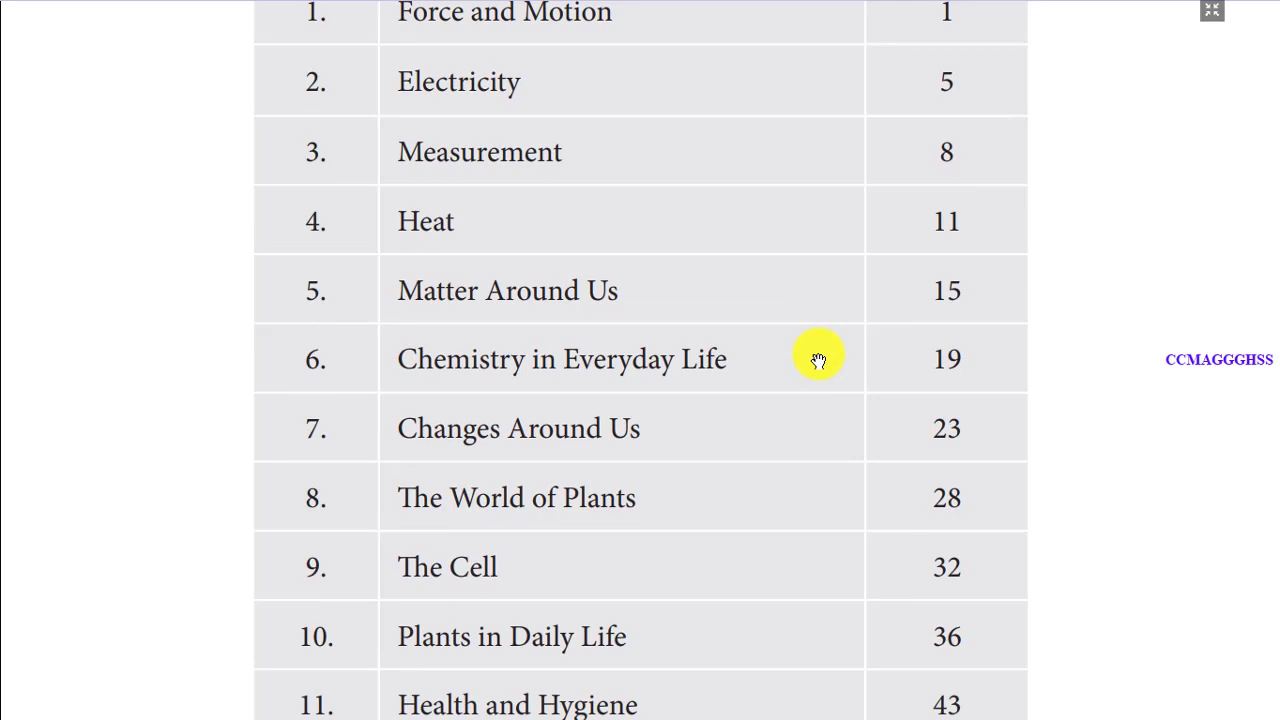 1. Force and Motion 1
2. Electricity 5
3. Measurement 8
4. Heat 11
5. Matter Around Us 15
6. Chemistry in Everyday Life 19
CCMAGGGHSS
7. Changes Around Us 23
8. The World of Plants 28
9. The Cell 32
10. Plants in Daily Life 36
11. Health and Hygiene 43